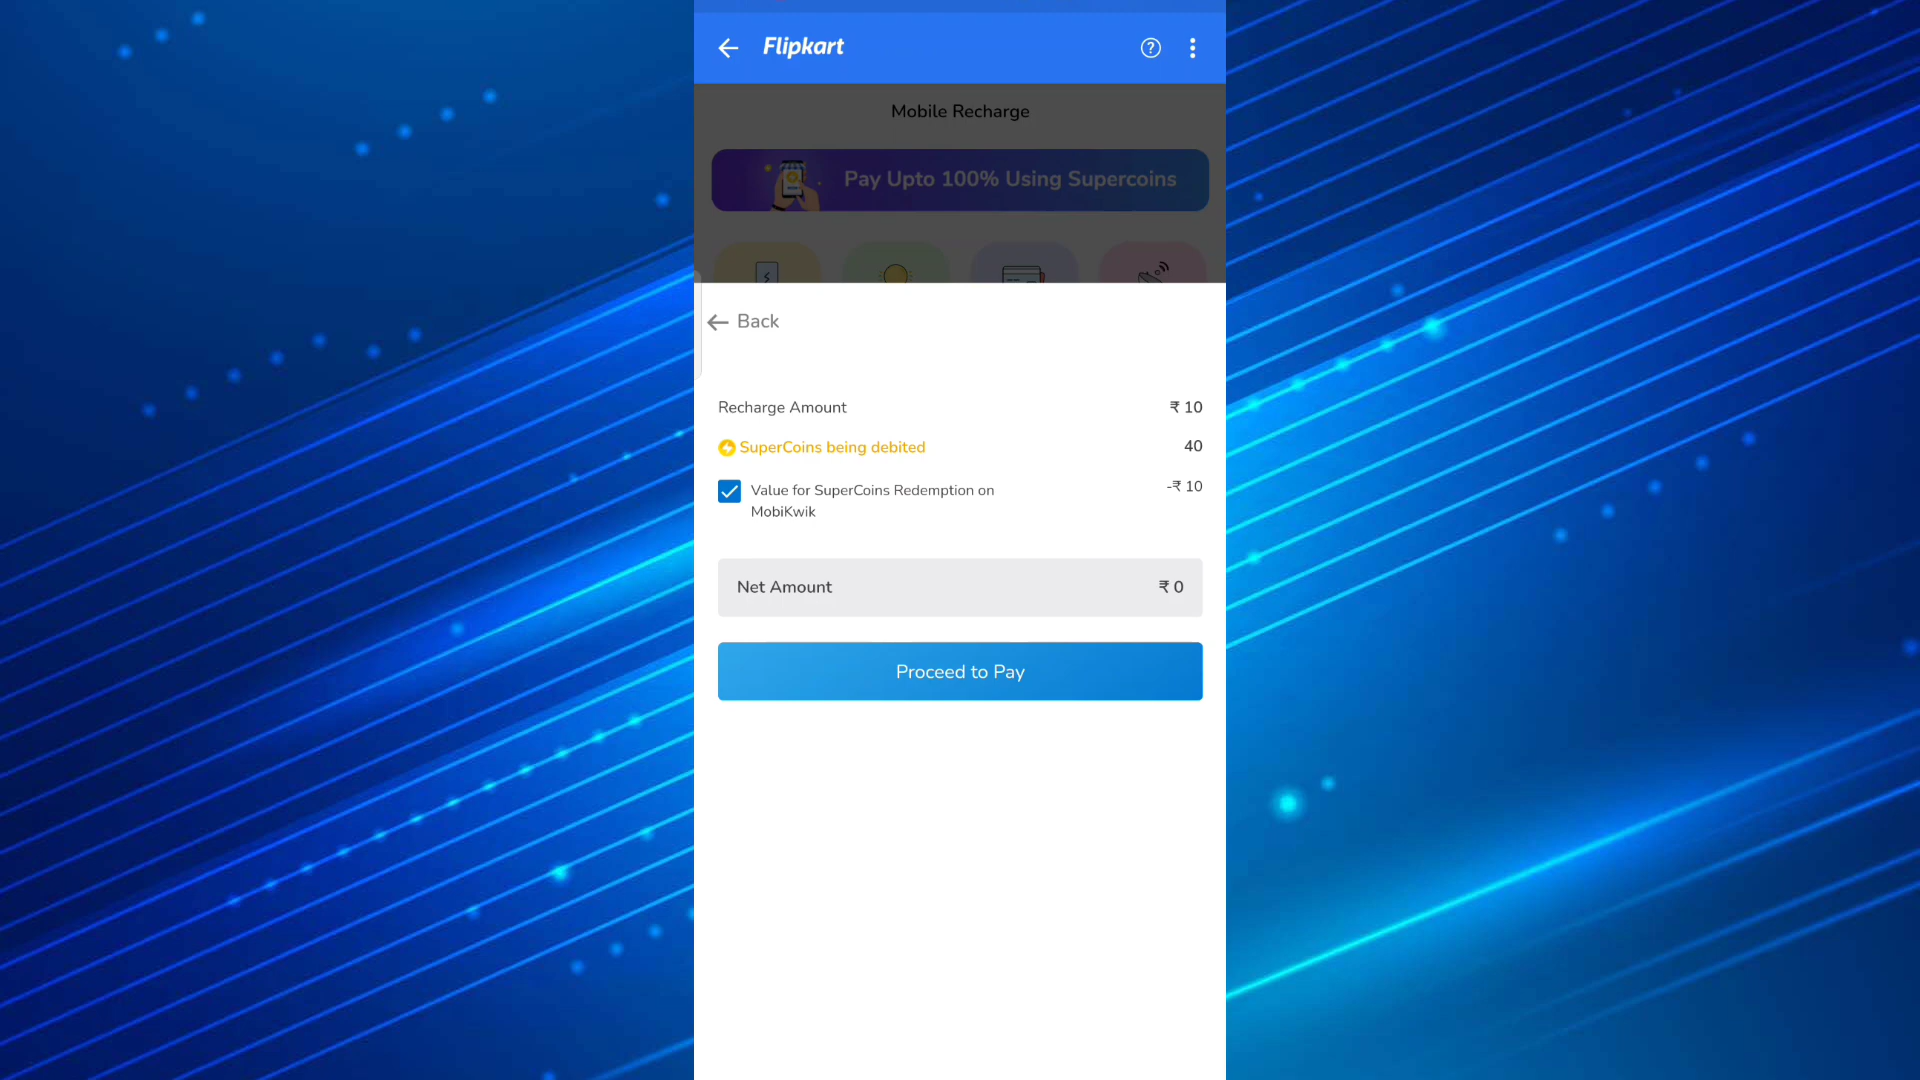 Flipkart
Mobile Recharge
Pay Upto 100% Using Supercoins
Back
Recharge Amount ₹ 10
SuperCoins being debited 40
Value for SuperCoins Redemption on -₹ 10
MobiKwik
Net Amount ₹ 0
Proceed to Pay